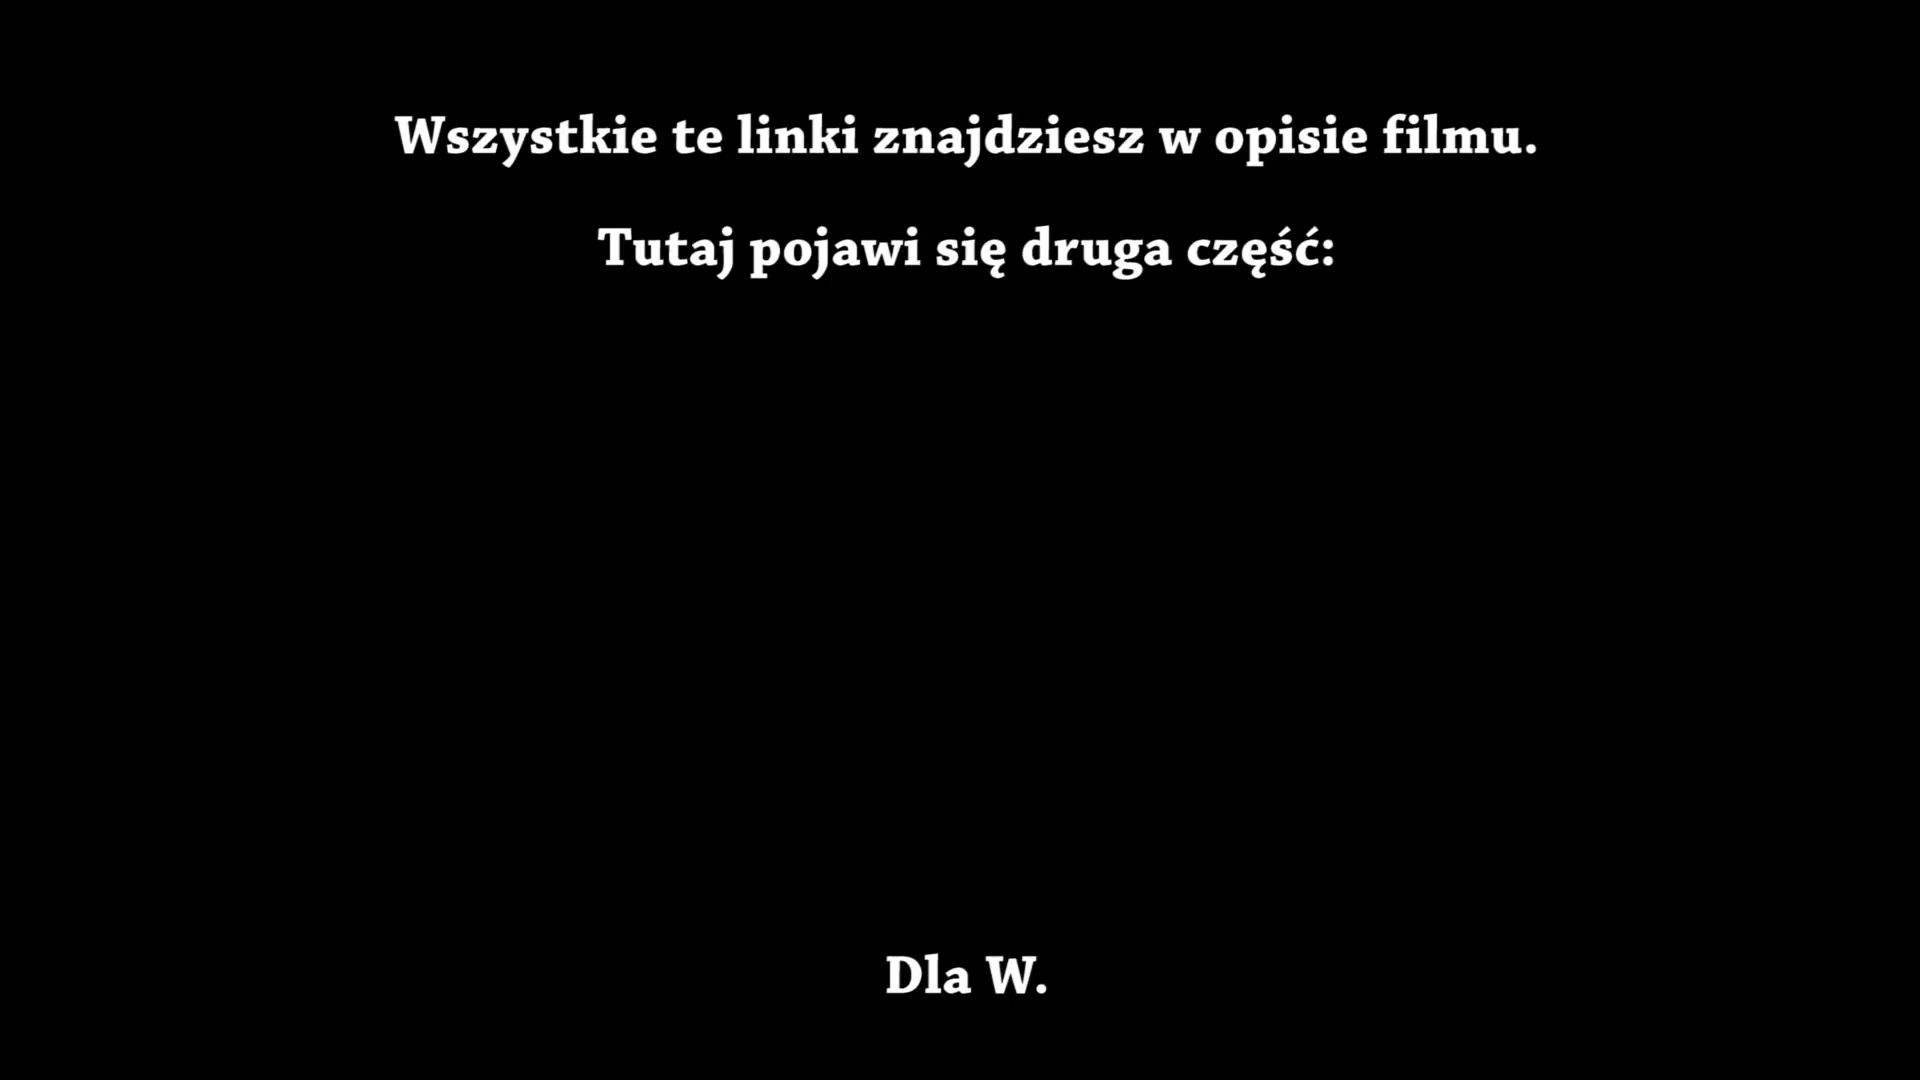 Wszystkie te linki znajdziesz w opisie filmu.
Tutaj pojawi się druga część:
Dla W.